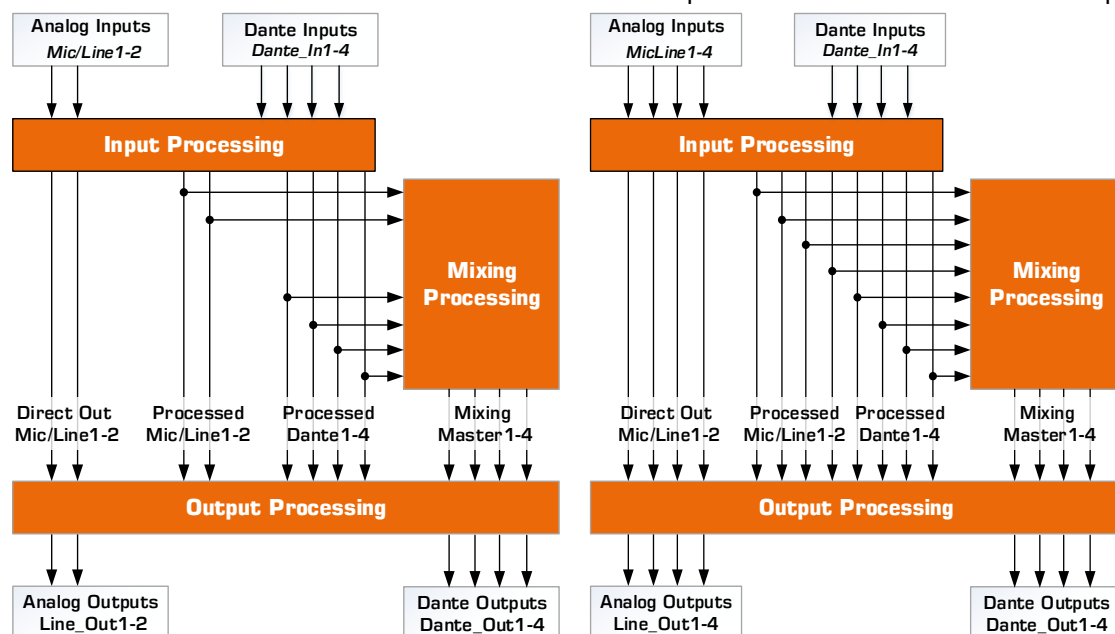 Analog Inputs
Mic/Line1-2
Dante Inputs
Dante_In1-4
Input Processing
Mixing
Processing
Direct Out
Mic/Line1-2
Processed
Mic/Line1-2
Processed
Dante1-4
Mixing
Master1-4
Output Processing
Analog Outputs
Line_Out1-2
Dante Outputs
Dante_Out1-4
Analog Inputs
MicLine1-4
Dante Inputs
Dante_In1-4
Input Processing
Mixing
Processing
Direct Out
Mic/Line1-2
Processed
Mic/Line1-2
Processed
Dante1-4
Mixing
Master1-4
Output Processing
Analog Outputs
Line_Out1-4
Dante Outputs
Dante_Out1-4